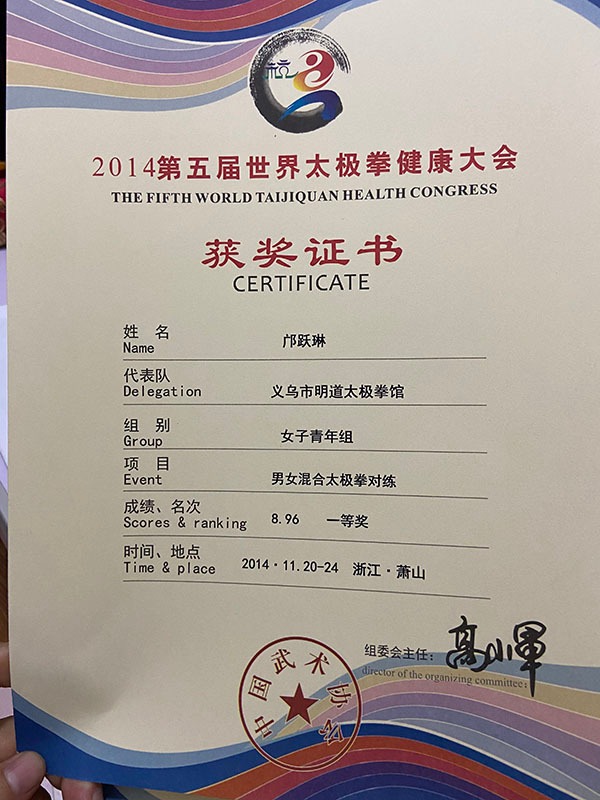 杭
2014第五届世界太极拳健康大会
THE FIFTH WORLD TAIJIQUAN HEALTH CONGRESS
获奖证书
CERTIFICATE
姓 名 邝跃琳
Name
代表队 义乌市明道太极拳馆
Delegation
组 别 女子青年组
Group
项 目 男女混合太极拳对练
Event
成绩、名次 8.96 一等奖
Scores & ranking
时间、地点 2014·11.20-24 浙江·萧山
Time & place
组委会主任:
director of the organizing committee:
中国武术协会